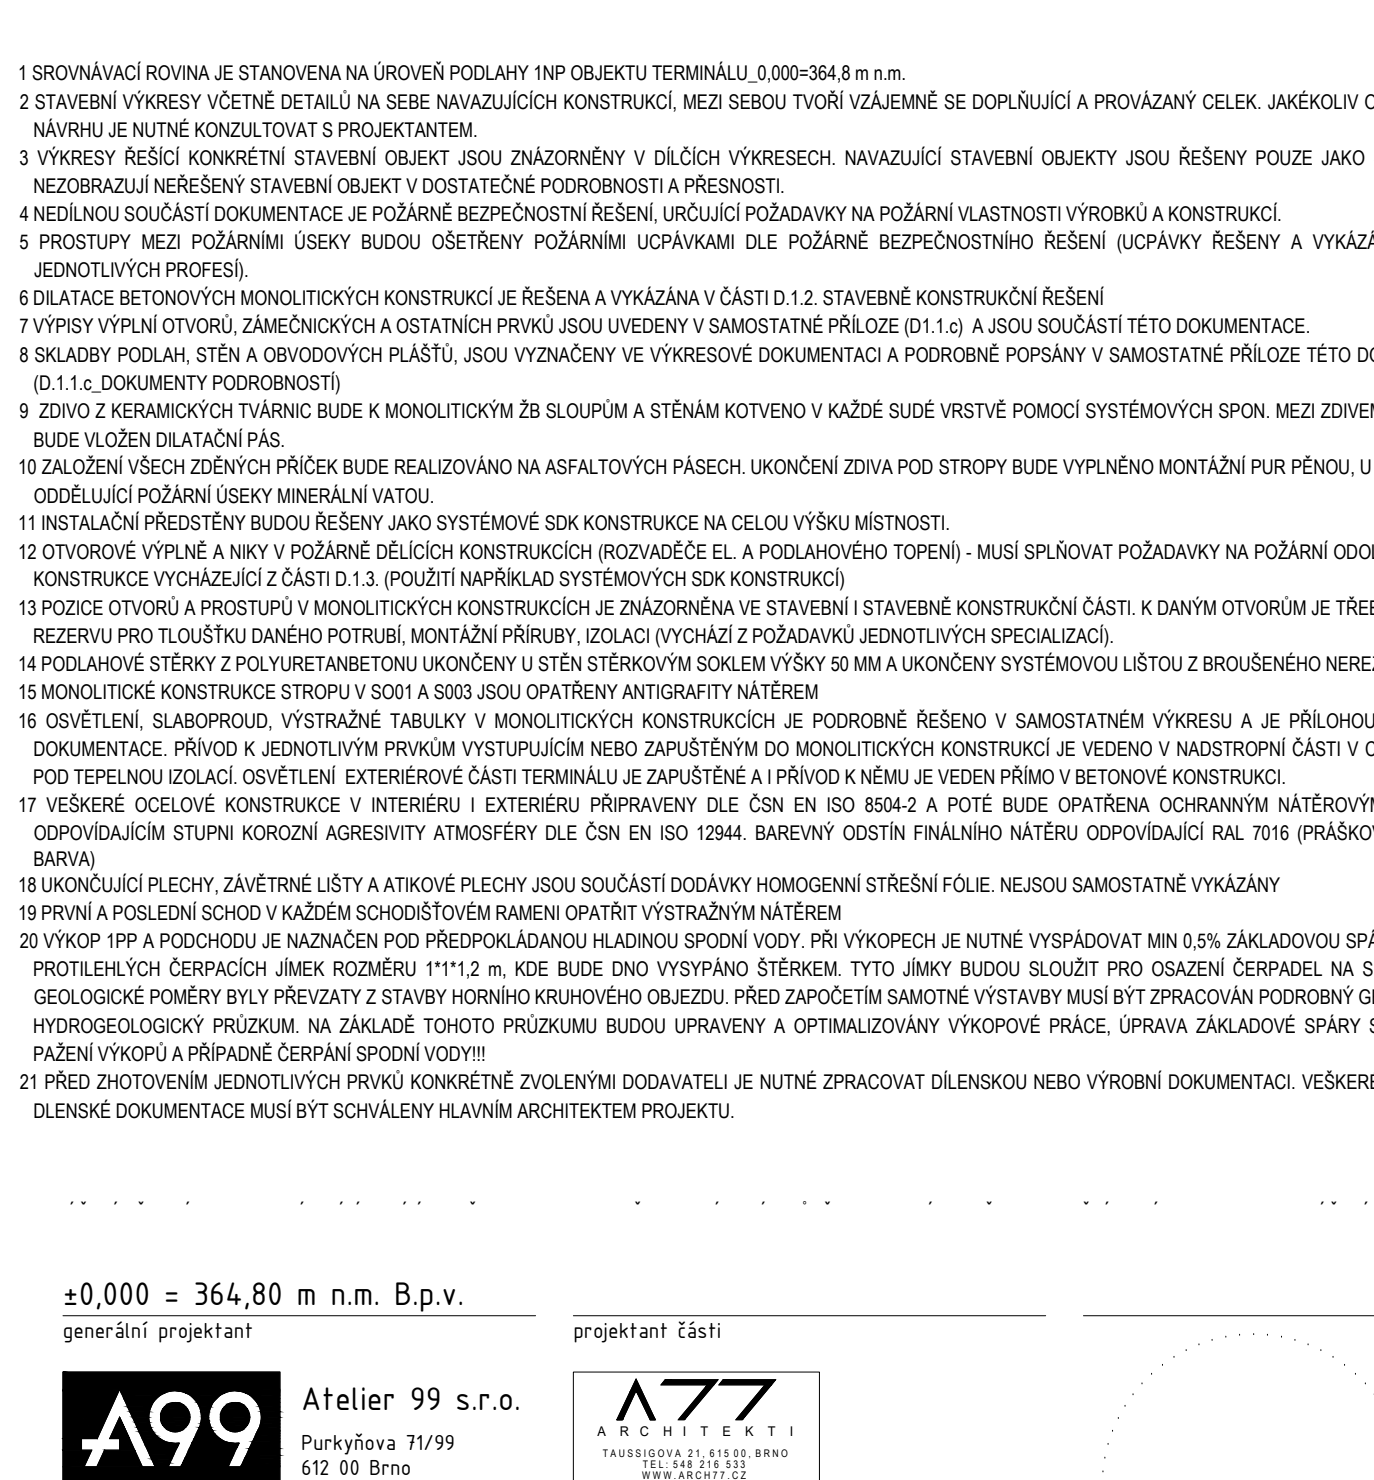 1 SROVNÁVACÍ ROVINA JE STANOVENA NA ÚROVEŇ PODLAHY 1NP OBJEKTU TERMINÁLU_0,000=364,8 m n.m.
2 STAVEBNÍ VÝKRESY VČETNĚ DETAILŮ NA SEBE NAVAZUJÍCÍCH KONSTRUKCÍ, MEZI SEBOU TVOŘÍ VZÁJEMNĚ SE DOPLŇUJÍCÍ A PROVÁZANÝ CELEK. JAKÉKOLIV
NÁVRHU JE NUTNÉ KONZULTOVAT S PROJEKTANTEM.
3 VÝKRESY ŘEŠÍCÍ KONKRÉTNÍ STAVEBNÍ OBJEKT JSOU ZNÁZORNĚNY V DÍLČÍCH VÝKRESECH. NAVAZUJÍCÍ STAVEBNÍ OBJEKTY JSOU ŘEŠENY POUZE JAKO
NEZOBRAZUJÍ NEŘEŠENÝ STAVEBNÍ OBJEKT V DOSTATEČNÉ PODROBNOSTI A PŘESNOSTI.
4 NEDÍLNOU SOUČÁSTÍ DOKUMENTACE JE POŽÁRNĚ BEZPEČNOSTNÍ ŘEŠENÍ, URČUJÍCÍ POŽADAVKY NA POŽÁRNÍ VLASTNOSTI VÝROBKŮ A KONSTRUKCÍ.
5 PROSTUPY MEZI POŽÁRNÍMI ÚSEKY BUDOU OŠETŘENY POŽÁRNÍMI UCPÁVKAMI DLE POŽÁRNĚ BEZPEČNOSTNÍHO ŘEŠENÍ (UCPÁVKY ŘEŠENY A VYKÁZÁ
JEDNOTLIVÝCH PROFESÍ).
6 DILATACE BETONOVÝCH MONOLITICKÝCH KONSTRUKCÍ JE ŘEŠENA A VYKÁZÁNA V ČÁSTI D.1.2. STAVEBNĚ KONSTRUKČNÍ ŘEŠENÍ
7 VÝPISY VÝPLNÍ OTVORŮ, ZÁMEČNICKÝCH A OSTATNÍCH PRVKŮ JSOU UVEDENY V SAMOSTATNÉ PŘÍLOZE (D1.1.c) A JSOU SOUČÁSTÍ TÉTO DOKUMENTACE.
8 SKLADBY PODLAH, STĚN A OBVODOVÝCH PLÁŠŤŮ, JSOU VYZNAČENY VE VÝKRESOVÉ DOKUMENTACI A PODROBNĚ POPSÁNY V SAMOSTATNÉ PŘÍLOZE TÉTO DO
(D.1.1.c_DOKUMENTY PODROBNOSTÍ)
9 ZDIVO Z KERAMICKÝCH TVÁRNIC BUDE K MONOLITICKÝM ŽB SLOUPŮM A STĚNÁM KOTVENO V KAŽDÉ SUDÉ VRSTVĚ POMOCÍ SYSTÉMOVÝCH SPON. MEZI ZDIVEM
BUDE VLOŽEN DILATAČNÍ PÁS.
10 ZALOŽENÍ VŠECH ZDĚNÝCH PŘÍČEK BUDE REALIZOVÁNO NA ASFALTOVÝCH PÁSECH. UKONČENÍ ZDIVA POD STROPY BUDE VYPLNĚNO MONTÁŽNÍ PUR PĚNOU, U
ODDĚLUJÍCÍ POŽÁRNÍ ÚSEKY MINERÁLNÍ VATOU.
11 INSTALAČNÍ PŘEDSTĚNY BUDOU ŘEŠENY JAKO SYSTÉMOVÉ SDK KONSTRUKCE NA CELOU VÝŠKU MÍSTNOSTI.
12 OTVOROVÉ VÝPLNĚ A NIKY V POŽÁRNĚ DĚLÍCÍCH KONSTRUKCÍCH (ROZVADĚČE EL. A PODLAHOVÉHO TOPENÍ) - MUSÍ SPLŇOVAT POŽADAVKY NA POŽÁRNÍ ODOL
KONSTRUKCE VYCHÁZEJÍCÍ Z ČÁSTI D.1.3. (POUŽITÍ NAPŘÍKLAD SYSTÉMOVÝCH SDK KONSTRUKCÍ)
13 POZICE OTVORŮ A PROSTUPŮ V MONOLITICKÝCH KONSTRUKCÍCH JE ZNÁZORNĚNA VE STAVEBNÍ I STAVEBNĚ KONSTRUKČNÍ ČÁSTI. K DANÝM OTVORŮM JE TŘEB
REZERVU PRO TLOUŠŤKU DANÉHO POTRUBÍ, MONTÁŽNÍ PŘÍRUBY, IZOLACI (VYCHÁZÍ Z POŽADAVKŮ JEDNOTLIVÝCH SPECIALIZACÍ).
14 PODLAHOVÉ STĚRKY Z POLYURETANBETONU UKONČENY U STĚN STĚRKOVÝM SOKLEM VÝŠKY 50 MM A UKONČENY SYSTÉMOVOU LIŠTOU Z BROUŠENÉHO NEREZ
15 MONOLITICKÉ KONSTRUKCE STROPU V SO01 A S003 JSOU OPATŘENY ANTIGRAFITY NÁTĚREM
16 OSVĚTLENÍ, SLABOPROUD, VÝSTRAŽNÉ TABULKY V MONOLITICKÝCH KONSTRUKCÍCH JE PODROBNĚ ŘEŠENO V SAMOSTATNÉM VÝKRESU A JE PŘÍLOHOU
DOKUMENTACE. PŘÍVOD K JEDNOTLIVÝM PRVKŮM VYSTUPUJÍCÍM NEBO ZAPUŠTĚNÝM DO MONOLITICKÝCH KONSTRUKCÍ JE VEDENO V NADSTROPNÍ ČÁSTI V
POD TEPELNOU IZOLACÍ. OSVĚTLENÍ EXTERIÉROVÉ ČÁSTI TERMINÁLU JE ZAPUŠTĚNÉ A I PŘÍVOD K NĚMU JE VEDEN PŘÍMO V BETONOVÉ KONSTRUKCI.
17 VEŠKERÉ OCELOVÉ KONSTRUKCE V INTERIÉRU I EXTERIÉRU PŘIPRAVENY DLE ČSN EN ISO 8504-2 A POTÉ BUDE OPATŘENA OCHRANNÝM NÁTĚROVÝM
ODPOVÍDAJÍCÍM STUPNI KOROZNÍ AGRESIVITY ATMOSFÉRY DLE ČSN EN ISO 12944. BAREVNÝ ODSTÍN FINÁLNÍHO NÁTĚRU ODPOVÍDAJÍCÍ RAL 7016 (PRÁŠKOV
BARVA)
18 UKONČUJÍCÍ PLECHY, ZÁVĚTRNÉ LIŠTY A ATIKOVÉ PLECHY JSOU SOUČÁSTÍ DODÁVKY HOMOGENNÍ STŘEŠNÍ FÓLIE. NEJSOU SAMOSTATNĚ VYKÁZÁNY
19 PRVNÍ A POSLEDNÍ SCHOD V KAŽDÉM SCHODIŠŤOVÉM RAMENI OPATŘIT VÝSTRAŽNÝM NÁTĚREM
20 VÝKOP 1PP A PODCHODU JE NAZNAČEN POD PŘEDPOKLÁDANOU HLADINOU SPODNÍ VODY. PŘI VÝKOPECH JE NUTNÉ VYSPÁDOVAT MIN 0,5% ZÁKLADOVOU SPÁ
PROTILEHLÝCH ČERPACÍCH JÍMEK ROZMĚRU 1*1*1,2 m, KDE BUDE DNO VYSYPÁNO ŠTĚRKEM. TYTO JÍMKY BUDOU SLOUŽIT PRO OSAZENÍ ČERPADEL NA S
GEOLOGICKÉ POMĚRY BYLY PŘEVZATY Z STAVBY HORNÍHO KRUHOVÉHO OBJEZDU. PŘED ZAPOČETÍM SAMOTNÉ VÝSTAVBY MUSÍ BÝT ZPRACOVÁN PODROBNÝ
HYDROGEOLOGICKÝ PRŮZKUM. NA ZÁKLADĚ TOHOTO PRŮZKUMU BUDOU UPRAVENY A OPTIMALIZOVÁNY VÝKOPOVÉ PRÁCE, ÚPRAVA ZÁKLADOVÉ SPÁRY
PAŽENÍ VÝKOPŮ A PŘÍPADNĚ ČERPÁNÍ SPODNÍ VODY!!!
21 PŘED ZHOTOVENÍM JEDNOTLIVÝCH PRVKŮ KONKRÉTNĚ ZVOLENÝMI DODAVATELI JE NUTNÉ ZPRACOVAT DÍLENSKOU NEBO VÝROBNÍ DOKUMENTACI. VEŠKERÉ
DLENSKÉ DOKUMENTACE MUSÍ BÝT SCHVÁLENY HLAVNÍM ARCHITEKTEM PROJEKTU.
±0,000 = 364,80 m n.m. B.p.v.
generální projektant
projektant části
A99
Atelier 99 s.r.o.
Purkyňova 71/99
612 00 Brno
A77
ARCHITEKTI
TAUSSIGOVA 21, 615 00, BRNO
TEL: 548 216 533
WWW.ARCH77.CZ